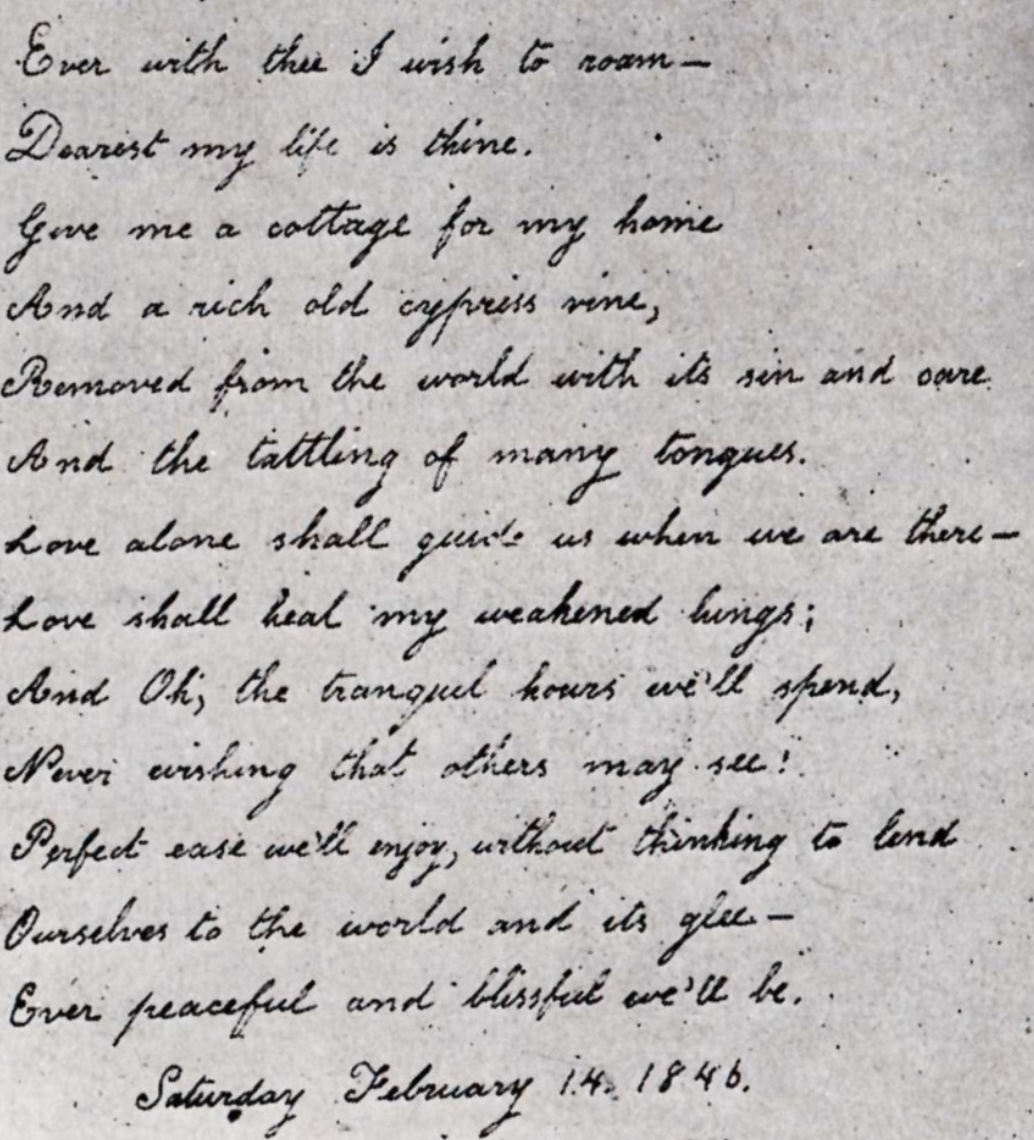 Ever with thee I wish to roam —
Dearest my life is thine.
Give me a cottage for my home
And a rich old cypress vine,
Removed from the world with its sin and care
And the tattling of many tongues.
Love alone shall guide us when we are there —
Love shall heal my weakened lungs;
And Oh, the tranquil hours we'll spend,
Never wishing that others may see!
Perfect ease we'll enjoy, without thinking to lend
Ourselves to the world and its glee —
Ever peaceful and blissful we'll be.
Saturday February 14. 1846.